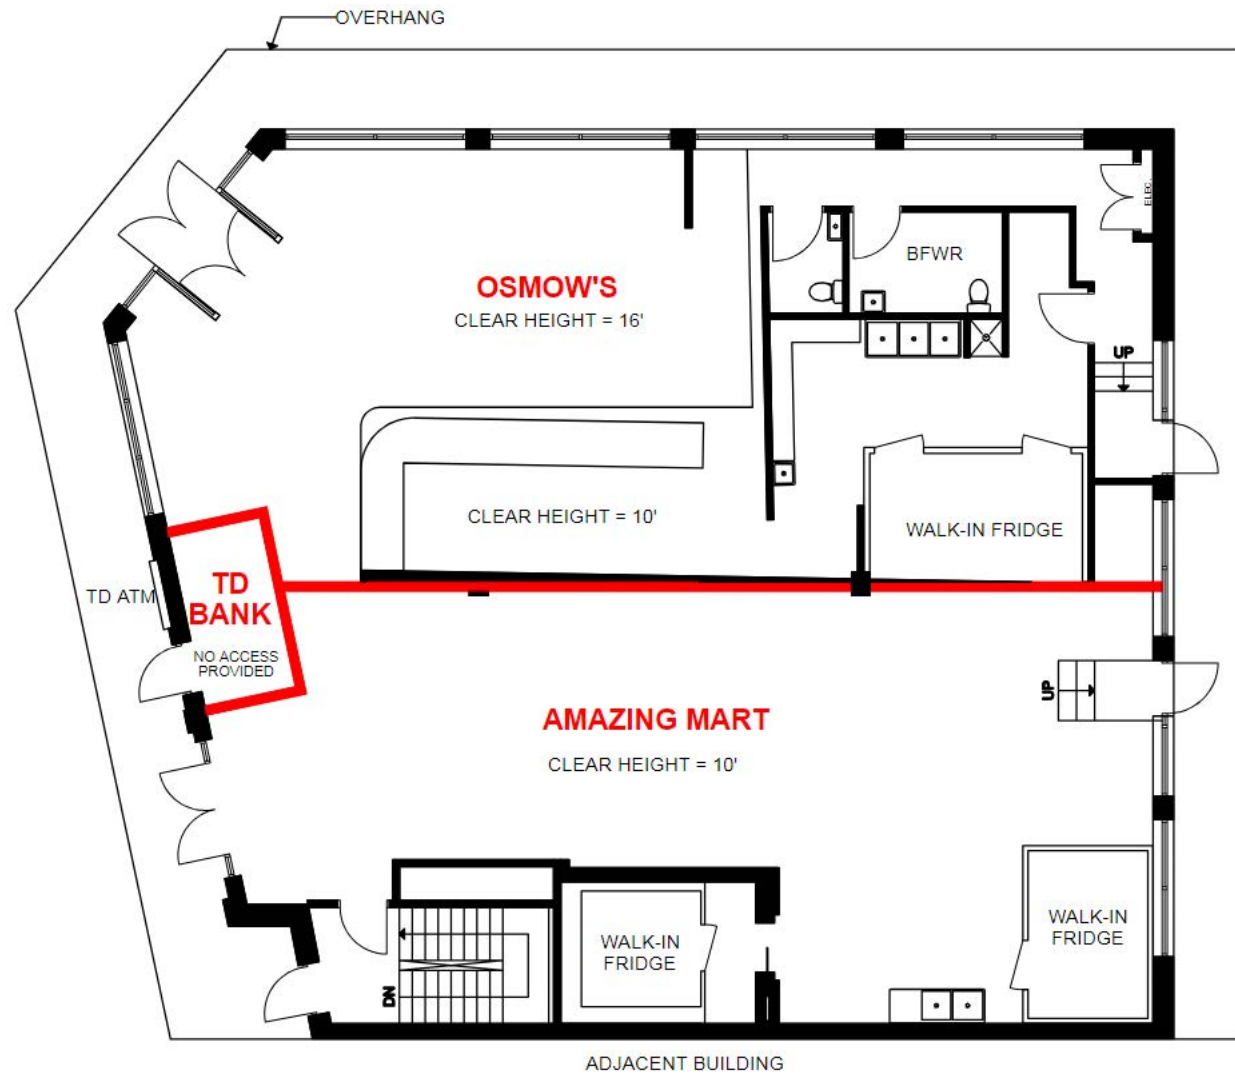 OVERHANG
ELEC.
BFWR
OSMOW'S
CLEAR HEIGHT = 16'
UP
CLEAR HEIGHT = 10'
WALK-IN FRIDGE
TD ATM
TD
BANK
NO ACCESS
PROVIDED
UP
AMAZING MART
CLEAR HEIGHT = 10'
WALK-IN
FRIDGE
WALK-IN
FRIDGE
DN
ADJACENT BUILDING